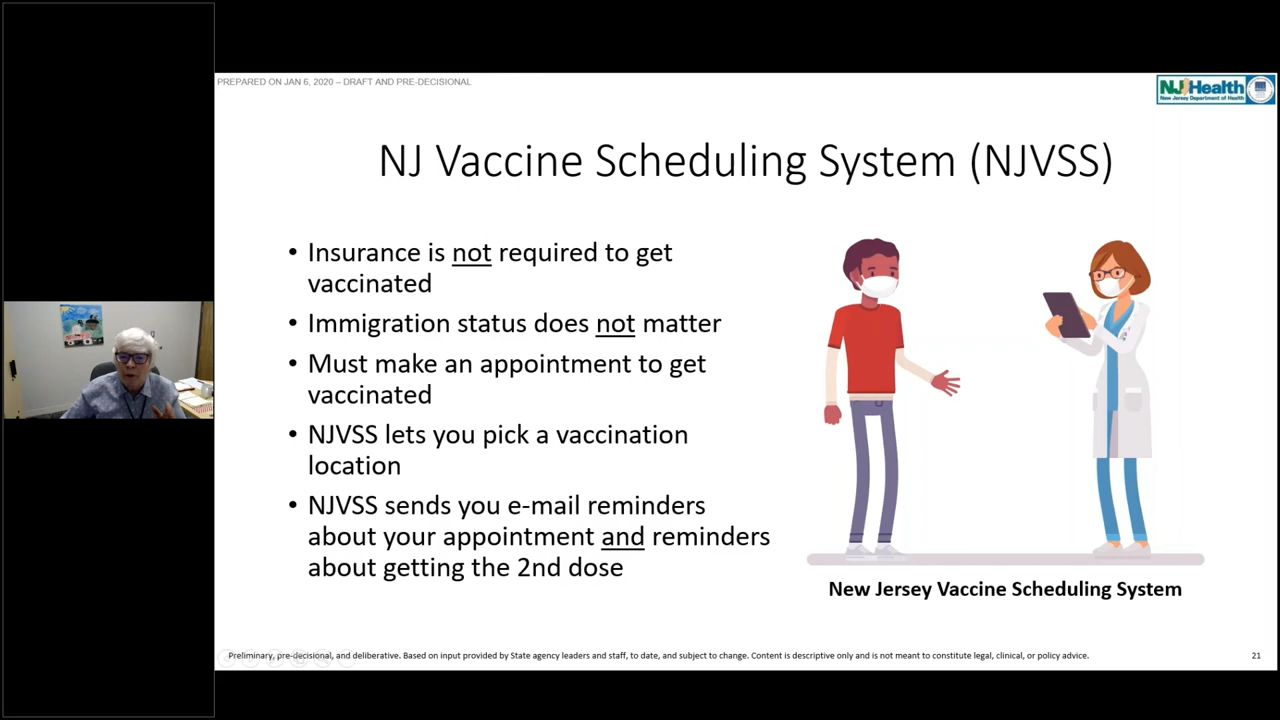 PREPARED ON JAN 6, 2020 – DRAFT AND PRE-DECISIONAL
NJHealth
New Jersey Department of Health
NJ Vaccine Scheduling System (NJVSS)
• Insurance is not required to get
vaccinated
• Immigration status does not matter
• Must make an appointment to get
vaccinated
• NJVSS lets you pick a vaccination
location
• NJVSS sends you e-mail reminders
about your appointment and reminders
about getting the 2nd dose
New Jersey Vaccine Scheduling System
Preliminary, pre-decisional, and deliberative. Based on input provided by State agency leaders and staff, to date, and subject to change. Content is descriptive only and is not meant to constitute legal, clinical, or policy advice.
21